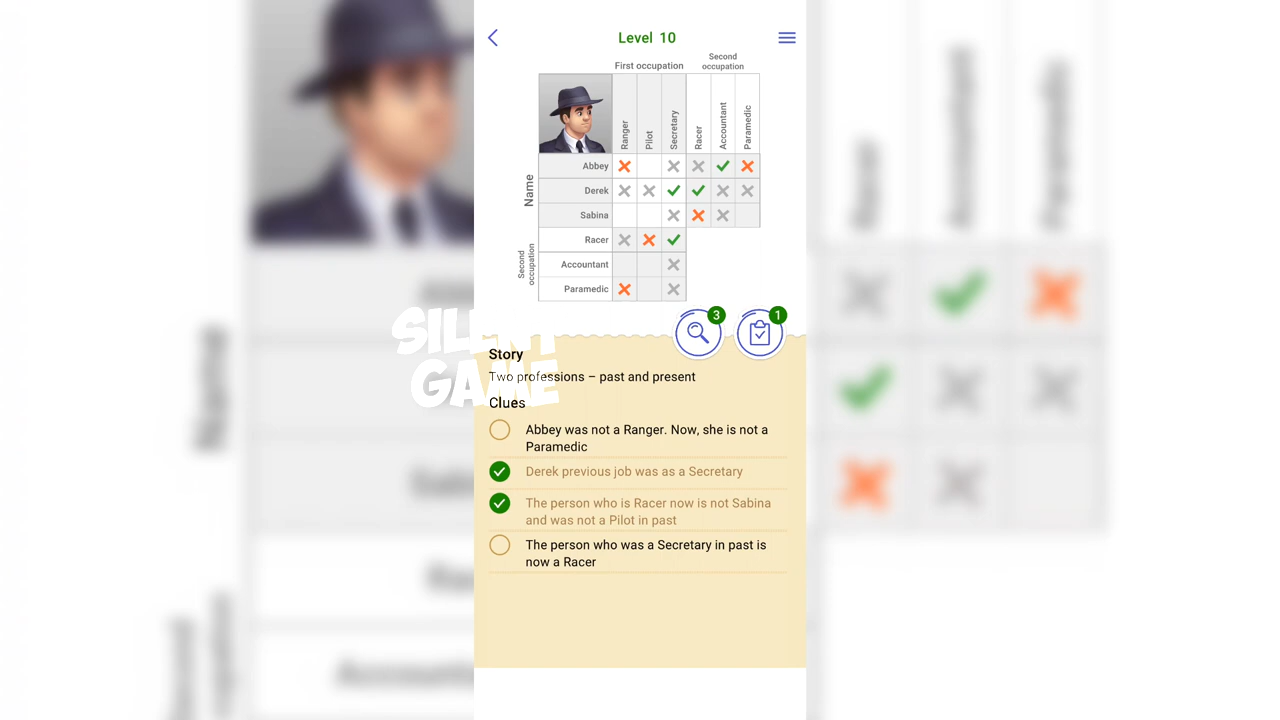 Level 10
First occupation
Second
occupation
Ranger
Pilot
Secretary
Racer
Accountant
Paramedic
Name
Abbey
Derek
Sabina
Second
occupation
Racer
Accountant
Paramedic
3
1
SILENT
GAME
Story
Two professions – past and present
Clues
Abbey was not a Ranger. Now, she is not a
Paramedic
Derek previous job was as a Secretary
The person who is Racer now is not Sabina
and was not a Pilot in past
The person who was a Secretary in past is
now a Racer